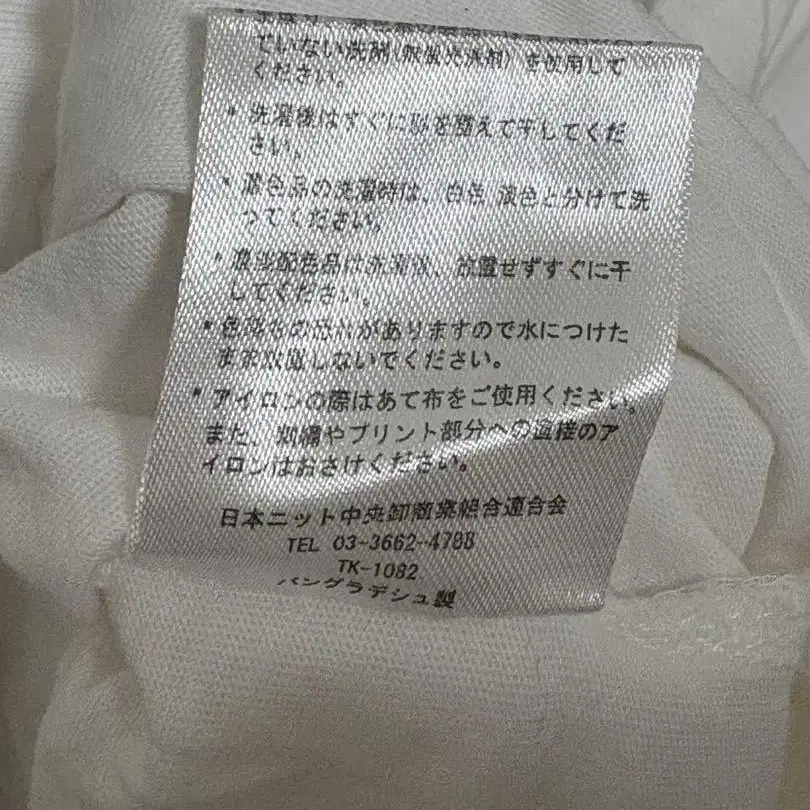 ていない洗剤(無蛍光洗剤)を使用して
ください。
* 洗濯後はすぐに形を整えて干してくだ
さい。
* 濃色品の洗濯時は、白色 淡色と分けて洗
ってください。
* 濃淡配色品は洗濯後、放置せずすぐに干
してください。
* 色落ちの恐れがありますので水につけた
まま放置しないでください。
* アイロンの際はあて布をご使用ください。
また、刺繍やプリント部分への直接のア
イロンはおさけください。
日本ニット中央卸商業組合連合会
TEL 03-3662-4788
TK-1082
バングラデシュ製